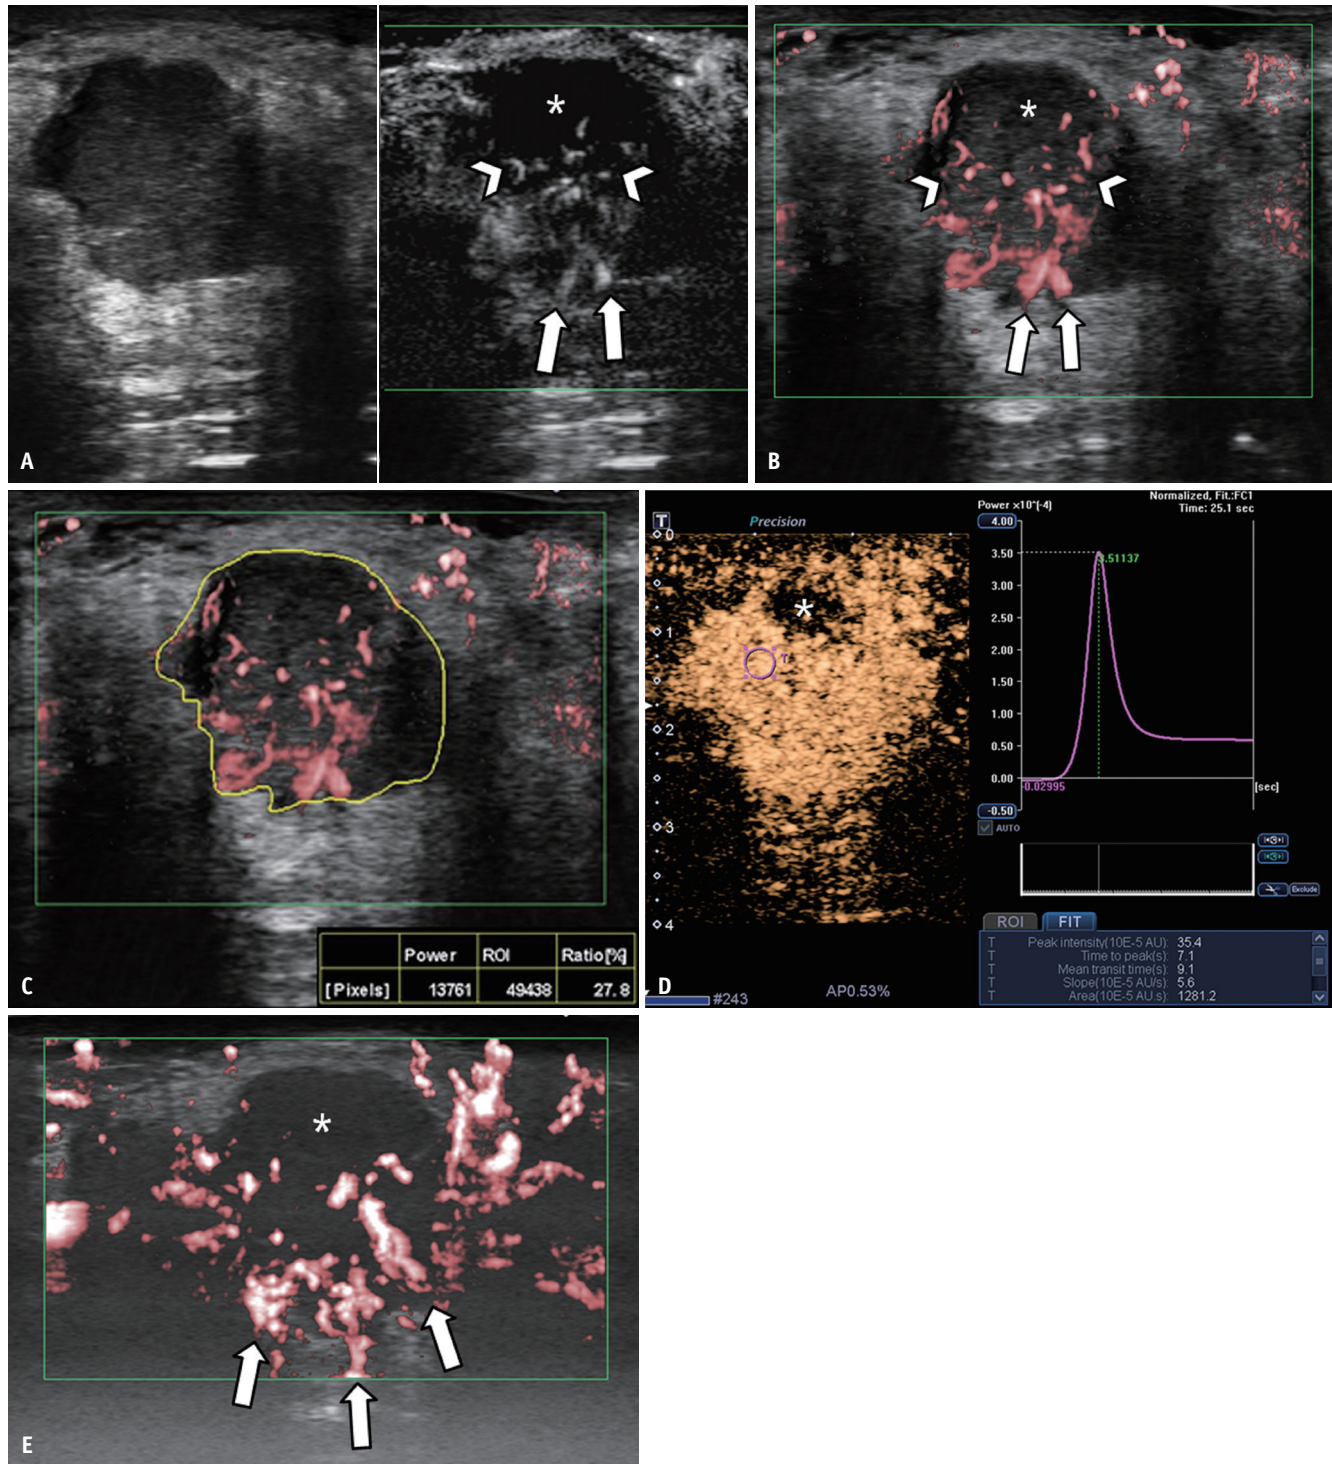 *
A
*
B
C
Power ROI Ratio[%]
[Pixels] 13761 49438 27.8
T
Precision
0
1
2
3
4
*
T
D
#243
AP0.53%
Normalized, Fit.:FC1
Time: 25.1 sec
Power ×10^(-4)
4.00
3.50
3.00
2.50
2.00
1.50
1.00
0.50
0.00
-0.50
3.51137
-0.02995
[sec]
AUTO
Exclude
ROI FIT
T Peak intensity(10E-5 AU): 35.4
T Time to peak(s): 7.1
T Mean transit time(s): 9.1
T Slope(10E-5 AU/s): 5.6
T Area(10E-5 AU.s): 1281.2
*
E